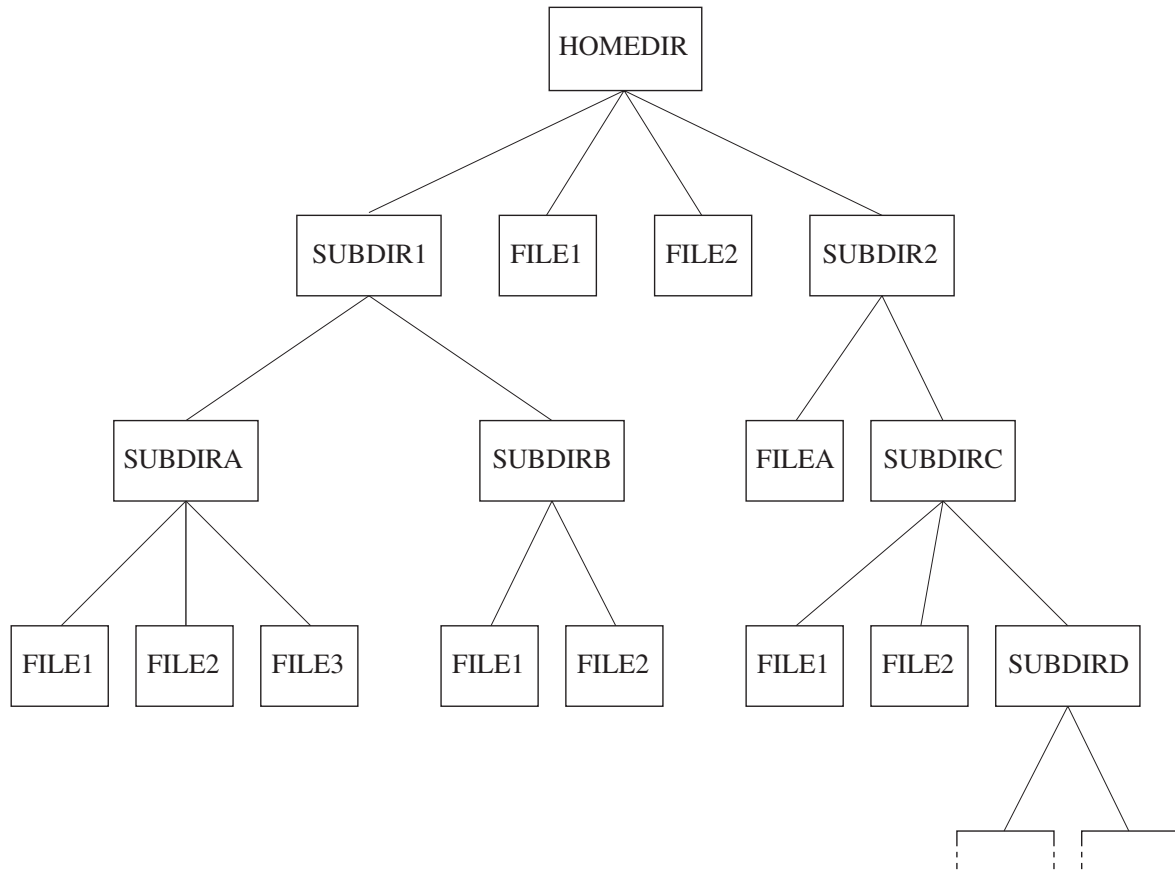 HOMEDIR
SUBDIR1 FILE1 FILE2 SUBDIR2
SUBDIRA SUBDIRB FILEA SUBDIRC
FILE1 FILE2 FILE3 FILE1 FILE2 FILE1 FILE2 SUBDIRD